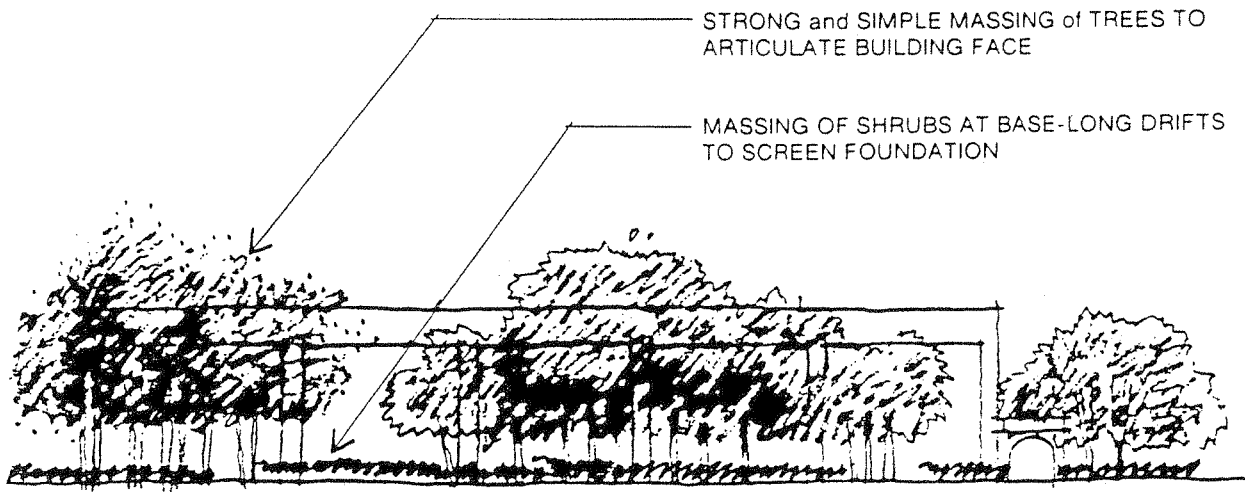 STRONG and SIMPLE MASSING of TREES TO
ARTICULATE BUILDING FACE
MASSING OF SHRUBS AT BASE-LONG DRIFTS
TO SCREEN FOUNDATION